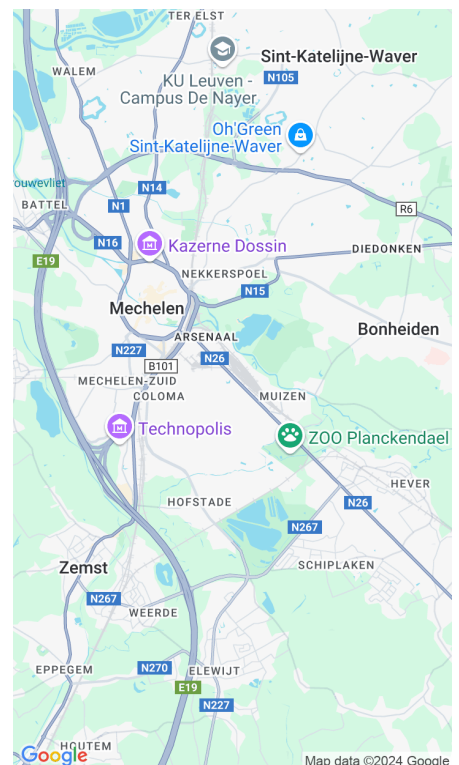 TER ELST
Sint-Katelijne-Waver
WALEM
N105
KU Leuven -
Campus De Nayer
Oh'Green
Sint-Katelijne-Waver
rouwevliet
N14
BATTEL
N1
R6
N16
Kazerne Dossin
DIEDONKEN
E19
NEKKERSPOEL
N15
Mechelen
Bonheiden
ARSENAAL
N227
N26
B101
MECHELEN-ZUID
COLOMA
MUIZEN
Technopolis
ZOO Planckendael
HEVER
HOFSTADE
N26
N267
Zemst
SCHIPLAKEN
N267
WEERDE
EPPEGEM
N270
ELEWIJT
E19
N227
HOUTEM
Google
Map data ©2024 Google